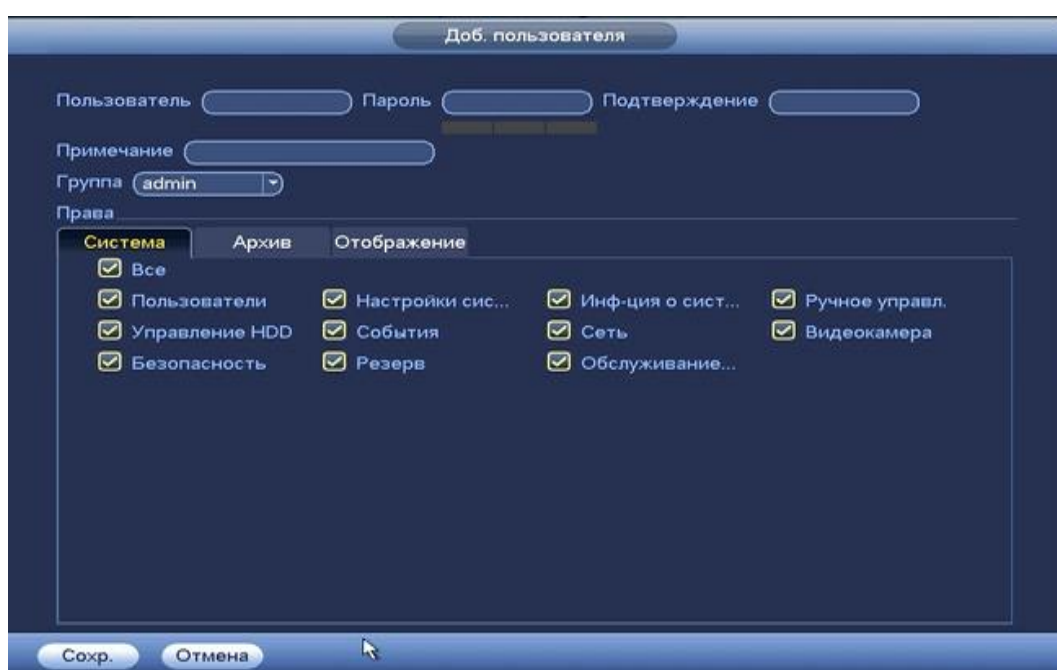 Доб. пользователя
Пользователь Пароль Подтверждение
Примечание
Группа admin
Права
Система Архив Отображение
Все
Пользователи Настройки сис... Инф-ция о сист... Ручное управл.
Управление HDD События Сеть Видеокамера
Безопасность Резерв Обслуживание...
Сохр. Отмена